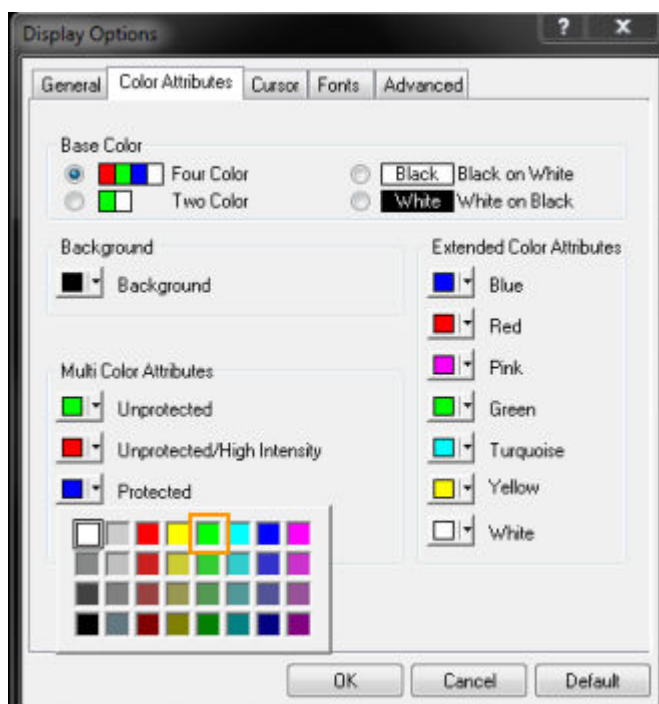 Display Options
? x
General Color Attributes Cursor Fonts Advanced
Base Color
Four Color
Black Black on White
Two Color
White White on Black
Background
Background
Extended Color Attributes
Blue
Red
Pink
Green
Turquoise
Yellow
White
Multi Color Attributes
Unprotected
Unprotected/High Intensity
Protected
OK Cancel Default